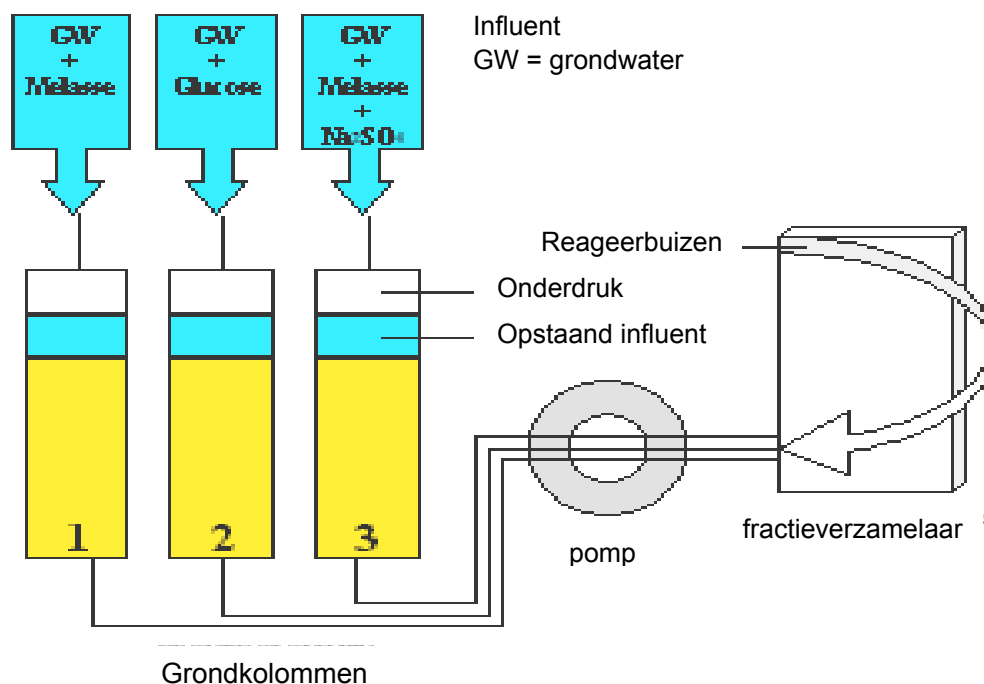 GW
+
Melasse
GW
+
Glucose
GW
+
Melasse
+
Na2SO4
Influent
GW = grondwater
Reageerbuizen
Onderdruk
Opstaand influent
1
2
3
pomp
fractieverzamelaar
Grondkolommen